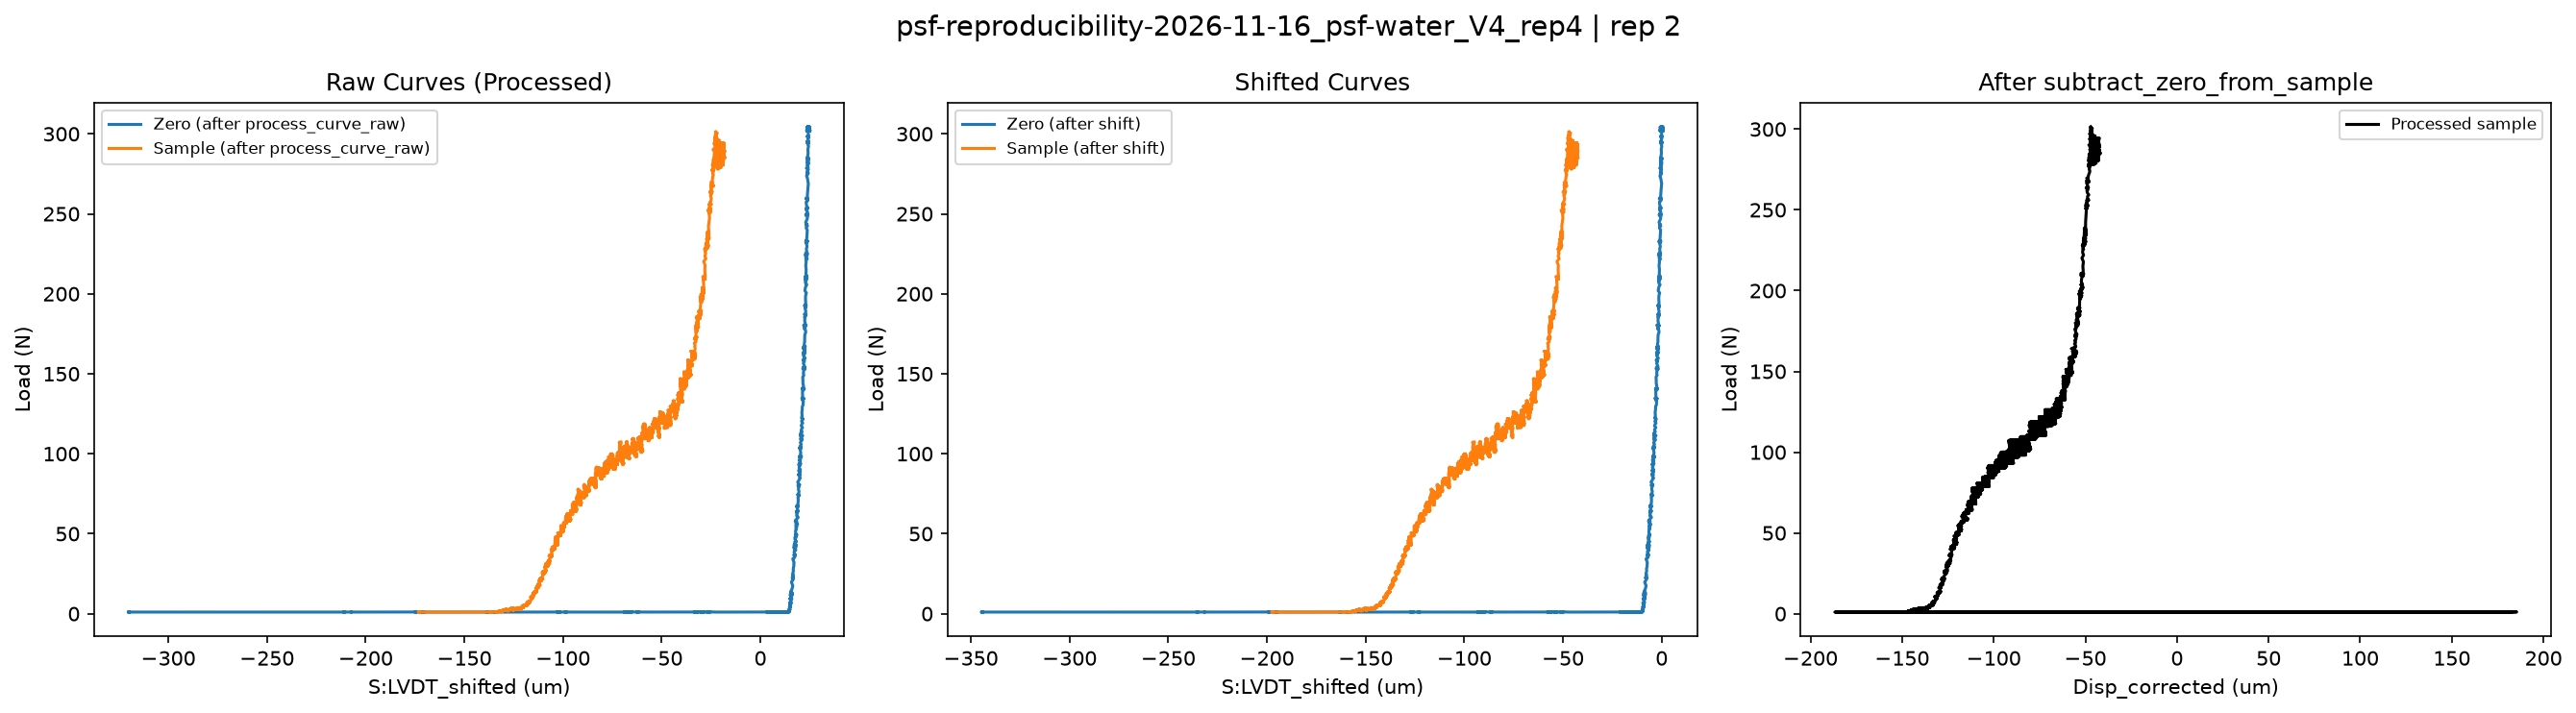 psf-reproducibility-2026-11-16_psf-water_V4_rep4 | rep 2
Raw Curves (Processed)
Zero (after process_curve_raw)
Sample (after process_curve_raw)
Load (N)
300
250
200
150
100
50
0
−300 −250 −200 −150 −100 −50 0
S:LVDT_shifted (um)
Shifted Curves
Zero (after shift)
Sample (after shift)
Load (N)
300
250
200
150
100
50
0
−350 −300 −250 −200 −150 −100 −50 0
S:LVDT_shifted (um)
After subtract_zero_from_sample
Processed sample
Load (N)
300
250
200
150
100
50
0
−200 −150 −100 −50 0 50 100 150 200
Disp_corrected (um)